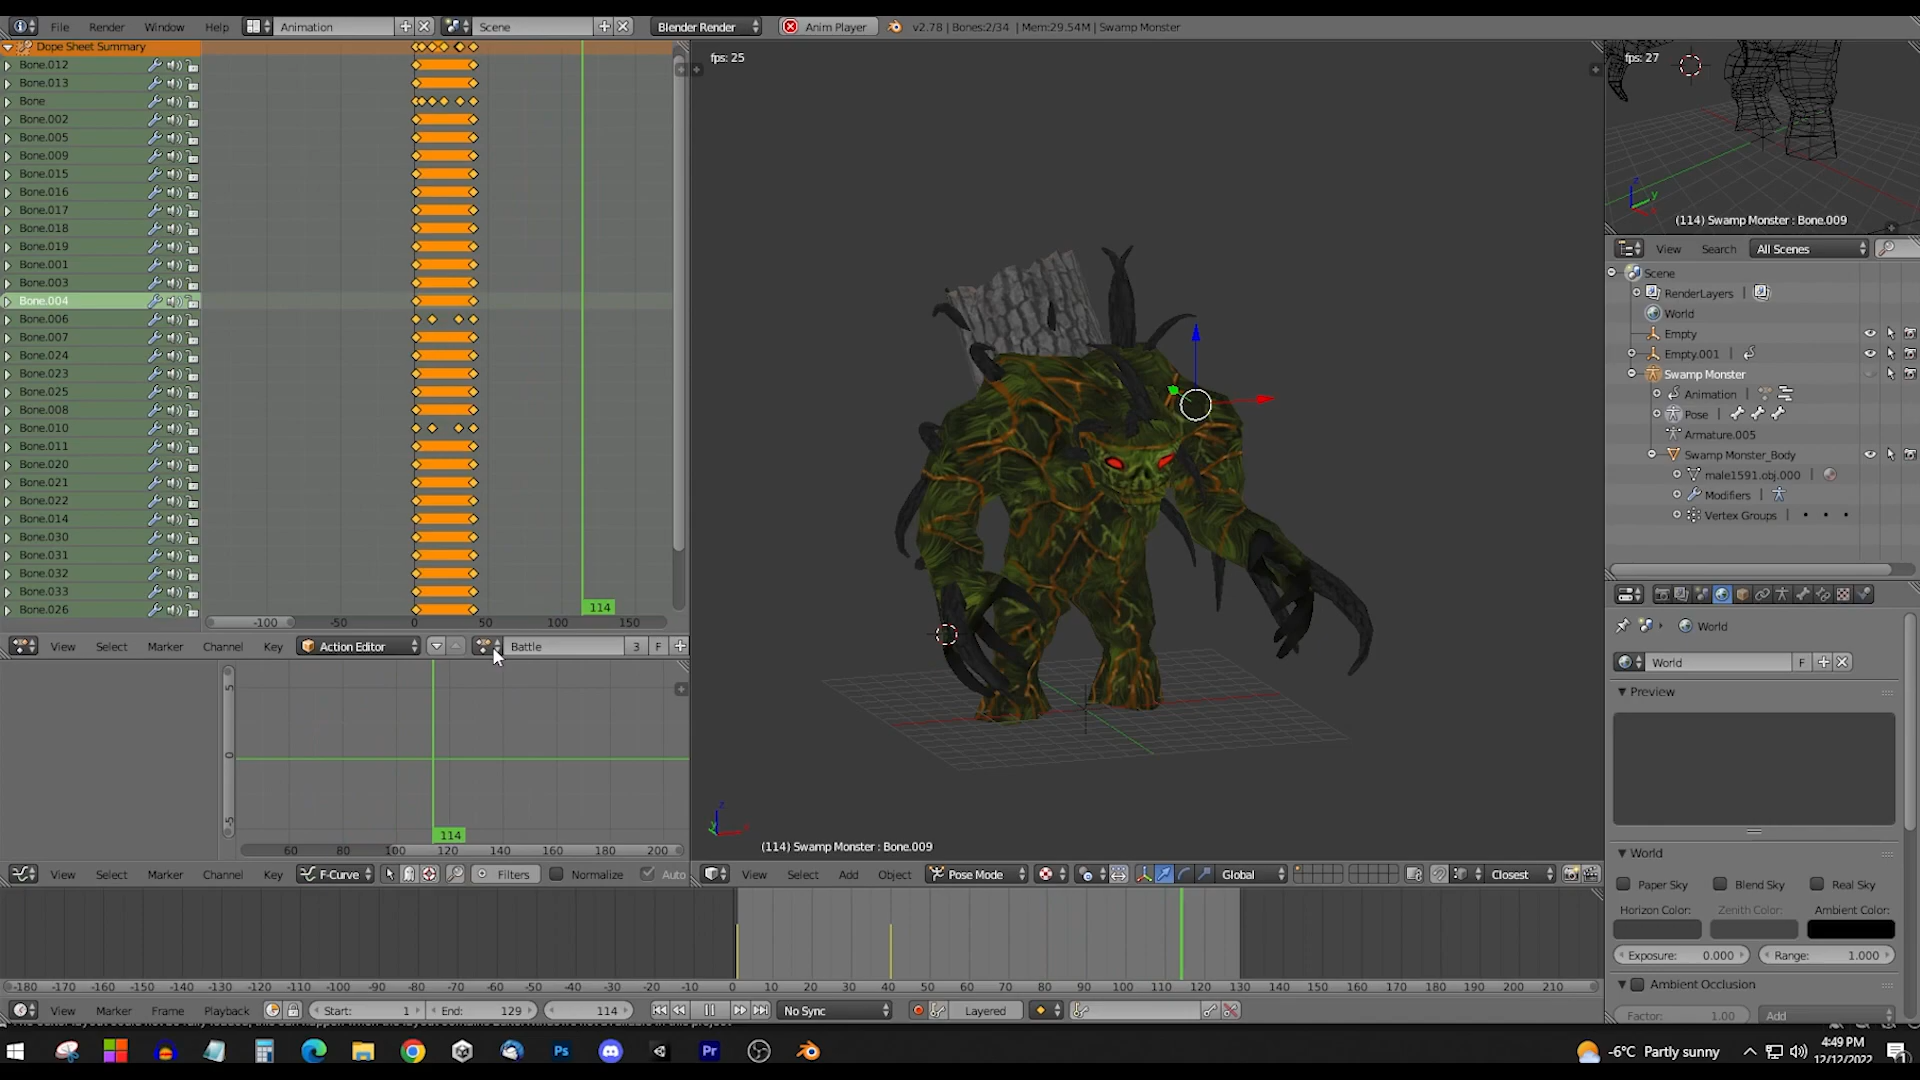 File Render Window Help Animation Scene Blender Render Anim Player v2.78 | Bones:2/34 | Mem:29.54M | Swamp Monster
Dope Sheet Summary
Bone.012
Bone.013
Bone
Bone.002
Bone.005
Bone.009
Bone.015
Bone.016
Bone.017
Bone.018
Bone.019
Bone.001
Bone.003
Bone.004
Bone.006
Bone.007
Bone.024
Bone.023
Bone.025
Bone.008
Bone.010
Bone.011
Bone.020
Bone.021
Bone.022
Bone.014
Bone.030
Bone.031
Bone.032
Bone.033
Bone.026
114
-100 -50 0 50 100 150
View Select Marker Channel Key Action Editor Battle 3 F
5
0
-5
114
60 80 100 120 140 160 180 200
View Select Marker Channel Key F-Curve Filters Normalize Auto
fps: 25
(114) Swamp Monster : Bone.009
View Select Add Object Pose Mode Global Closest
fps: 27
(114) Swamp Monster : Bone.009
View Search All Scenes
Scene
RenderLayers
World
Empty
Empty.001
Swamp Monster
Animation
Pose
Armature.005
Swamp Monster_Body
male1591.obj.000
Modifiers
Vertex Groups
World
World F
Preview
World
Paper Sky Blend Sky Real Sky
Horizon Color: Zenith Color: Ambient Color:
Exposure: 0.000 Range: 1.000
Ambient Occlusion
Factor: 1.00 Add
-180 -170 -160 -150 -140 -130 -120 -110 -100 -90 -80 -70 -60 -50 -40 -30 -20 -10 0 10 20 30 40 50 60 70 80 90 100 110 120 130 140 150 160 170 180 190 200 210
View Marker Frame Playback Start: 1 End: 129 114 No Sync Layered
Ps Pr -6°C Partly sunny 4:49 PM
12/12/2022